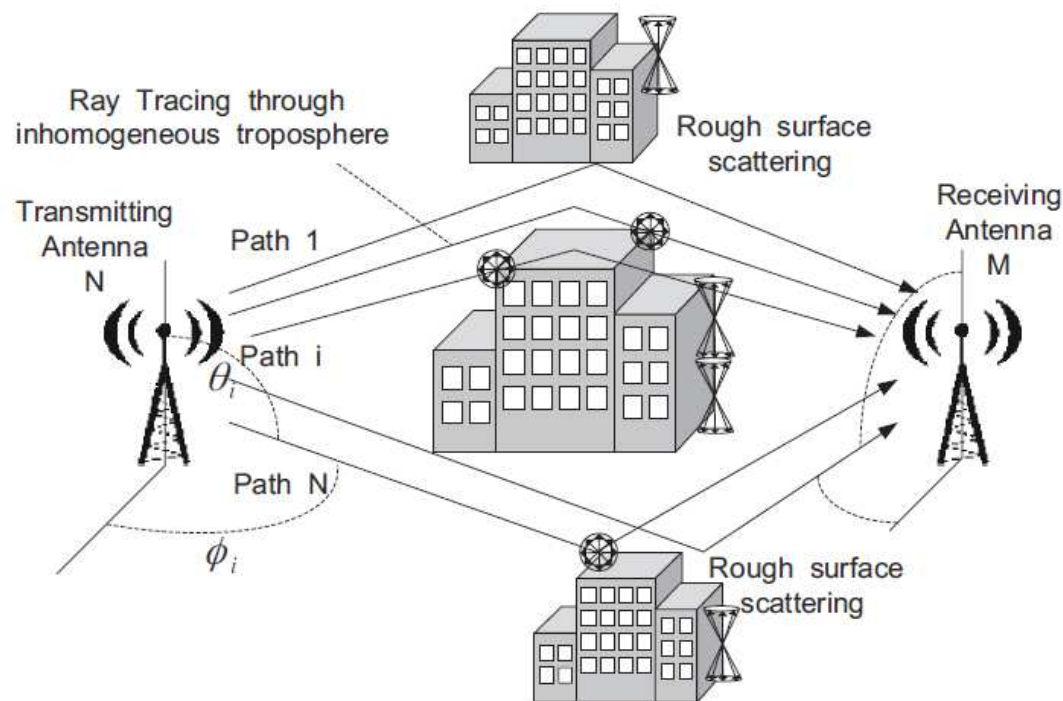 Ray Tracing through
inhomogeneous troposphere
Rough surface
scattering
Transmitting
Antenna
N
Receiving
Antenna
M
Path 1
Path i
θi
Path N
ϕi
Rough surface
scattering